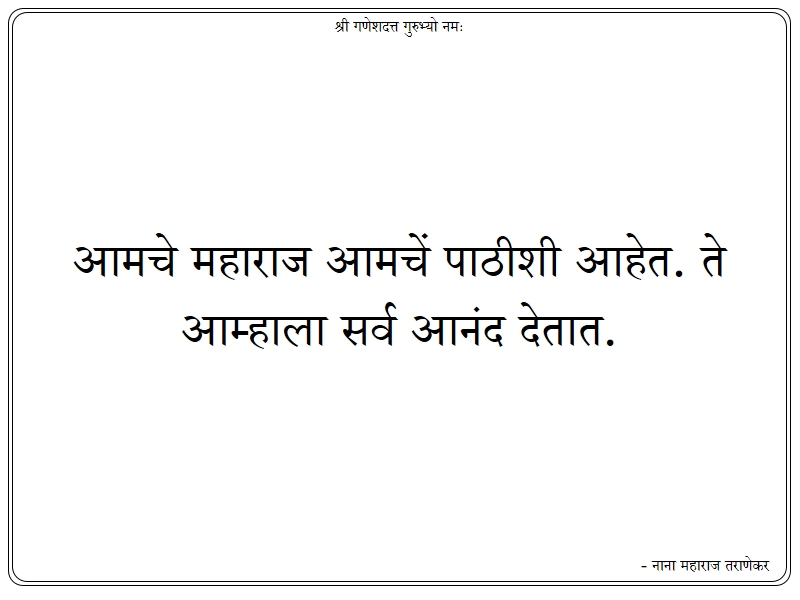 श्री गणेशदत्त गुरुभ्यो नमः
आमचे महाराज आमचें पाठीशी आहेत. ते
आम्हाला सर्व आनंद देतात.
- नाना महाराज तराणेकर